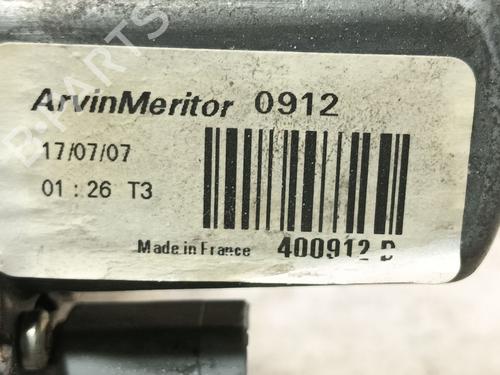 ArvinMeritor 0912
17/07/07
01 : 26 T3
Made in France 400912 D
B-PARTS